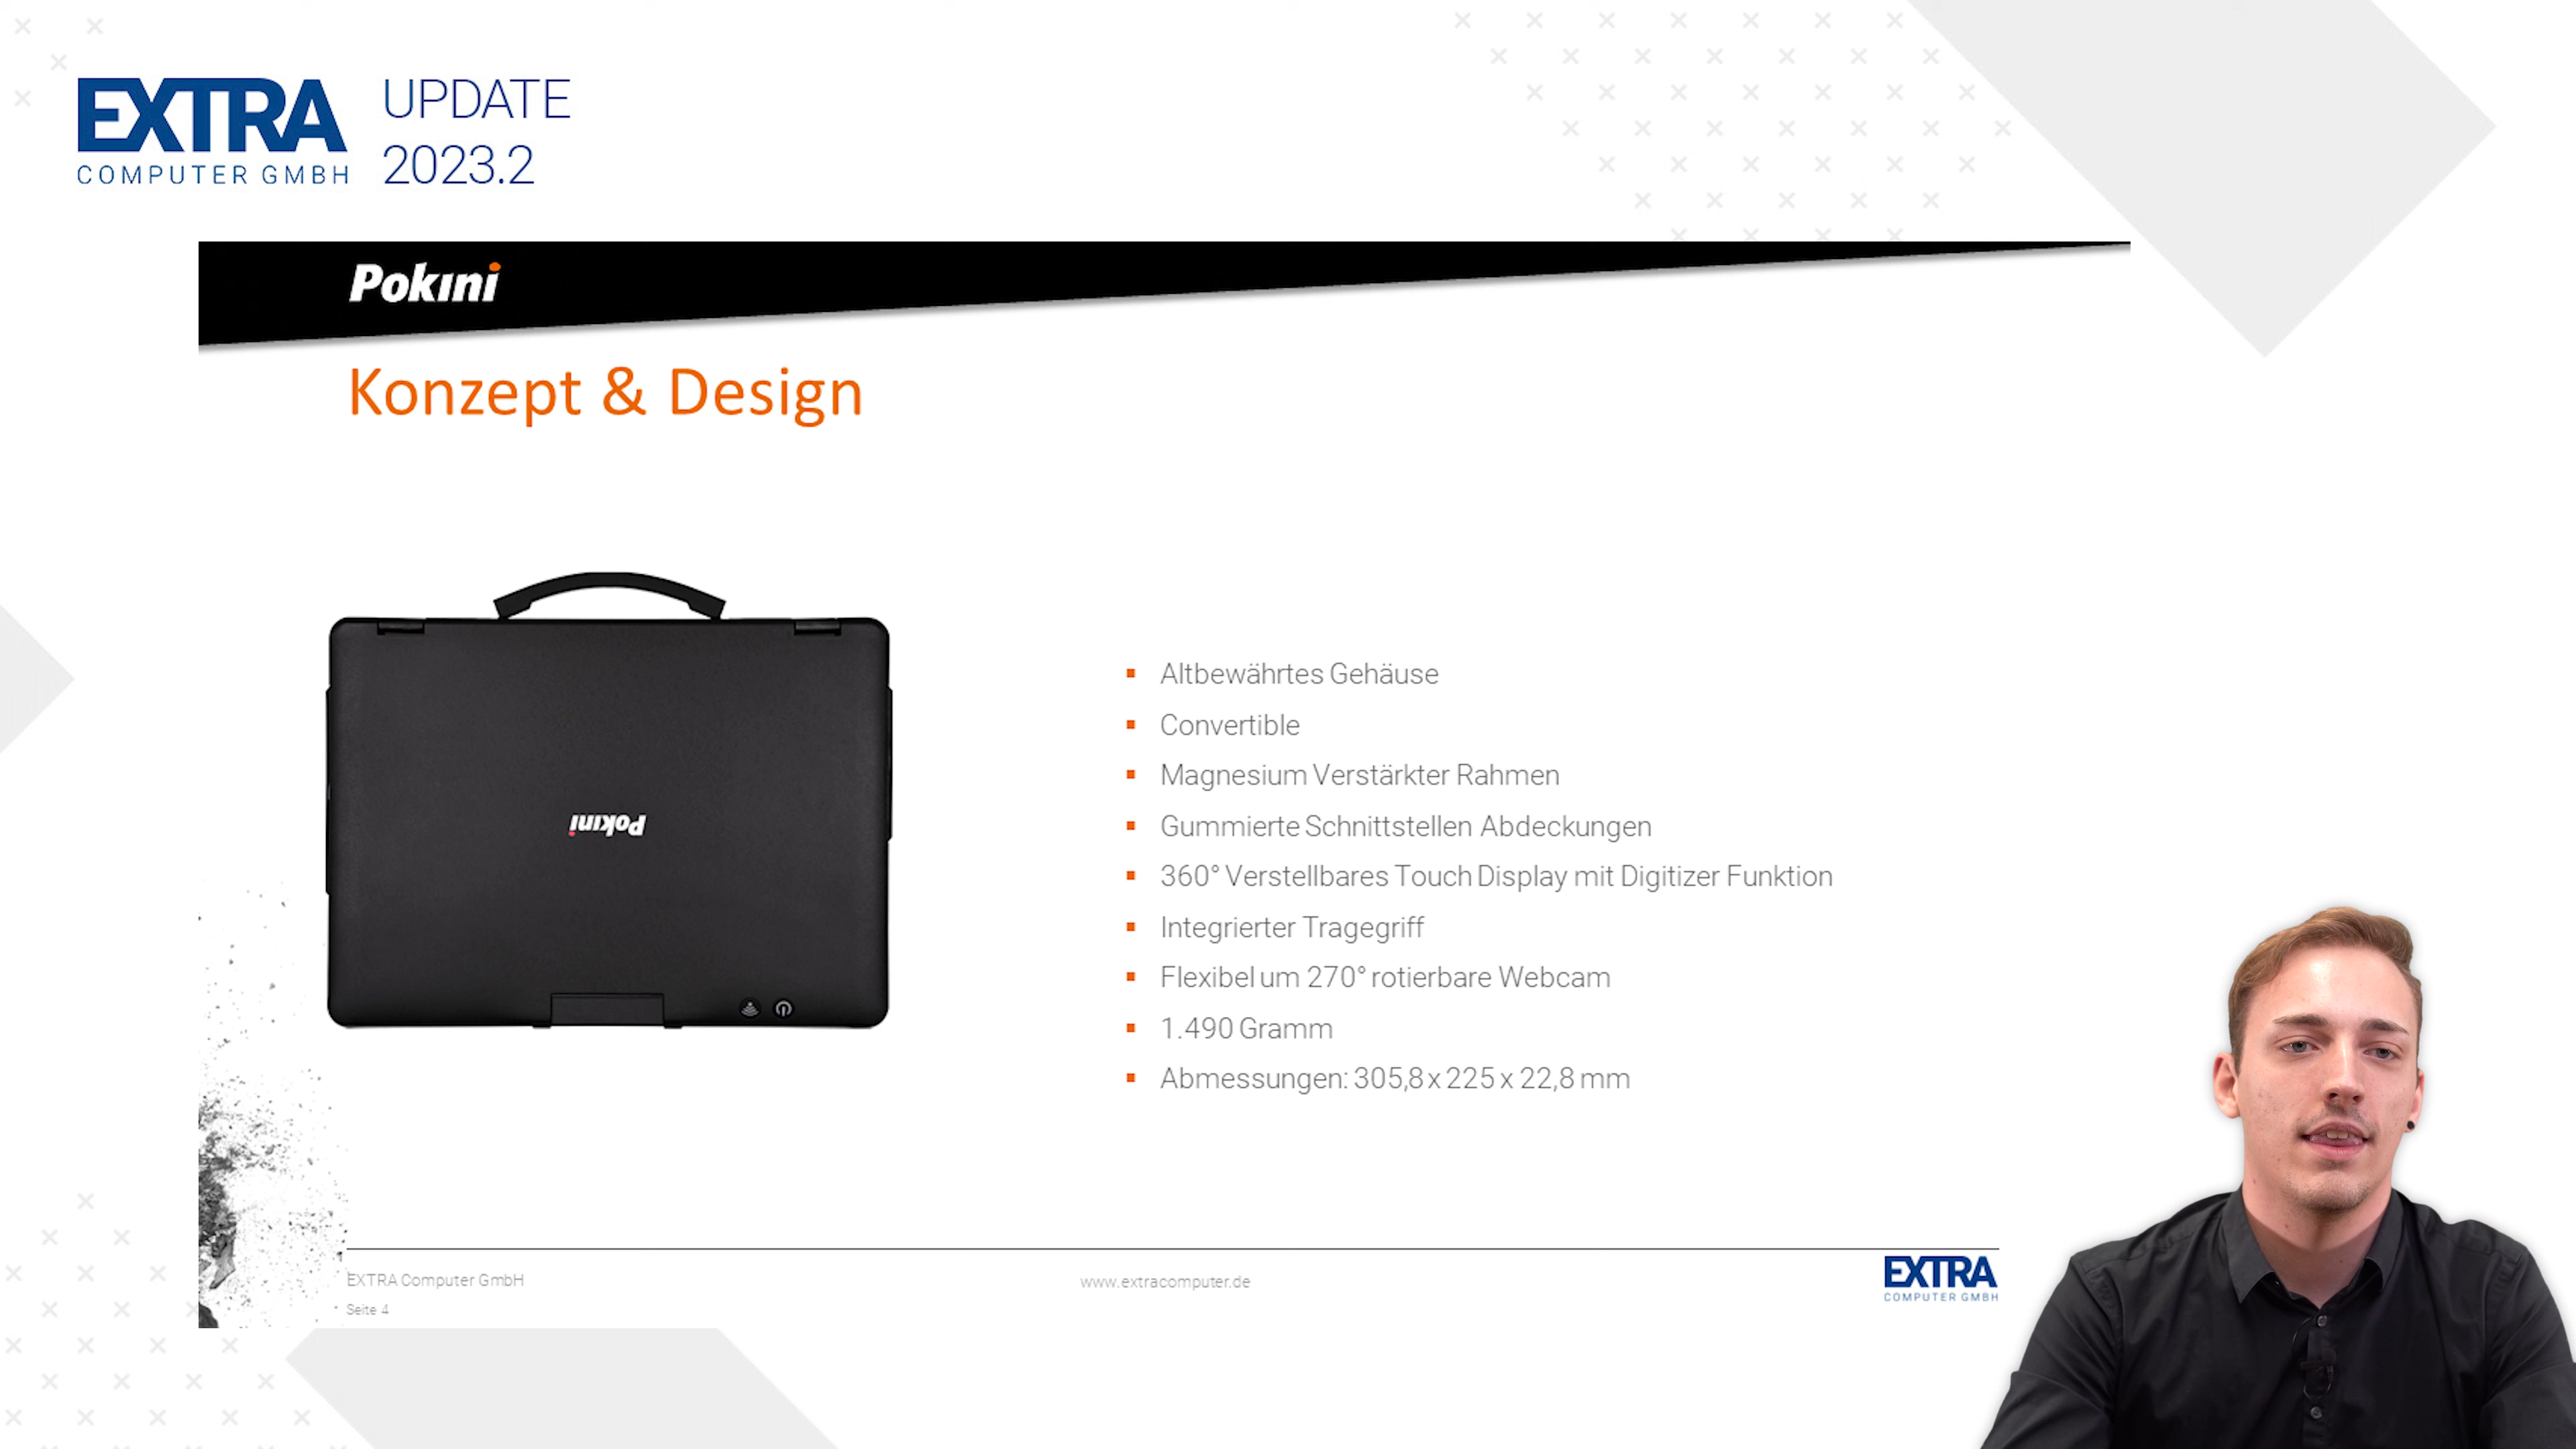 EXTRA
COMPUTER GMBH
UPDATE
2023.2
Pokini
Konzept & Design
Pokini
Altbewährtes Gehäuse
Convertible
Magnesium Verstärkter Rahmen
Gummierte Schnittstellen Abdeckungen
360° Verstellbares Touch Display mit Digitizer Funktion
Integrierter Tragegriff
Flexibel um 270° rotierbare Webcam
1.490 Gramm
Abmessungen: 305,8 x 225 x 22,8 mm
EXTRA Computer GmbH
Seite 4
www.extracomputer.de
EXTRA
COMPUTER GMBH